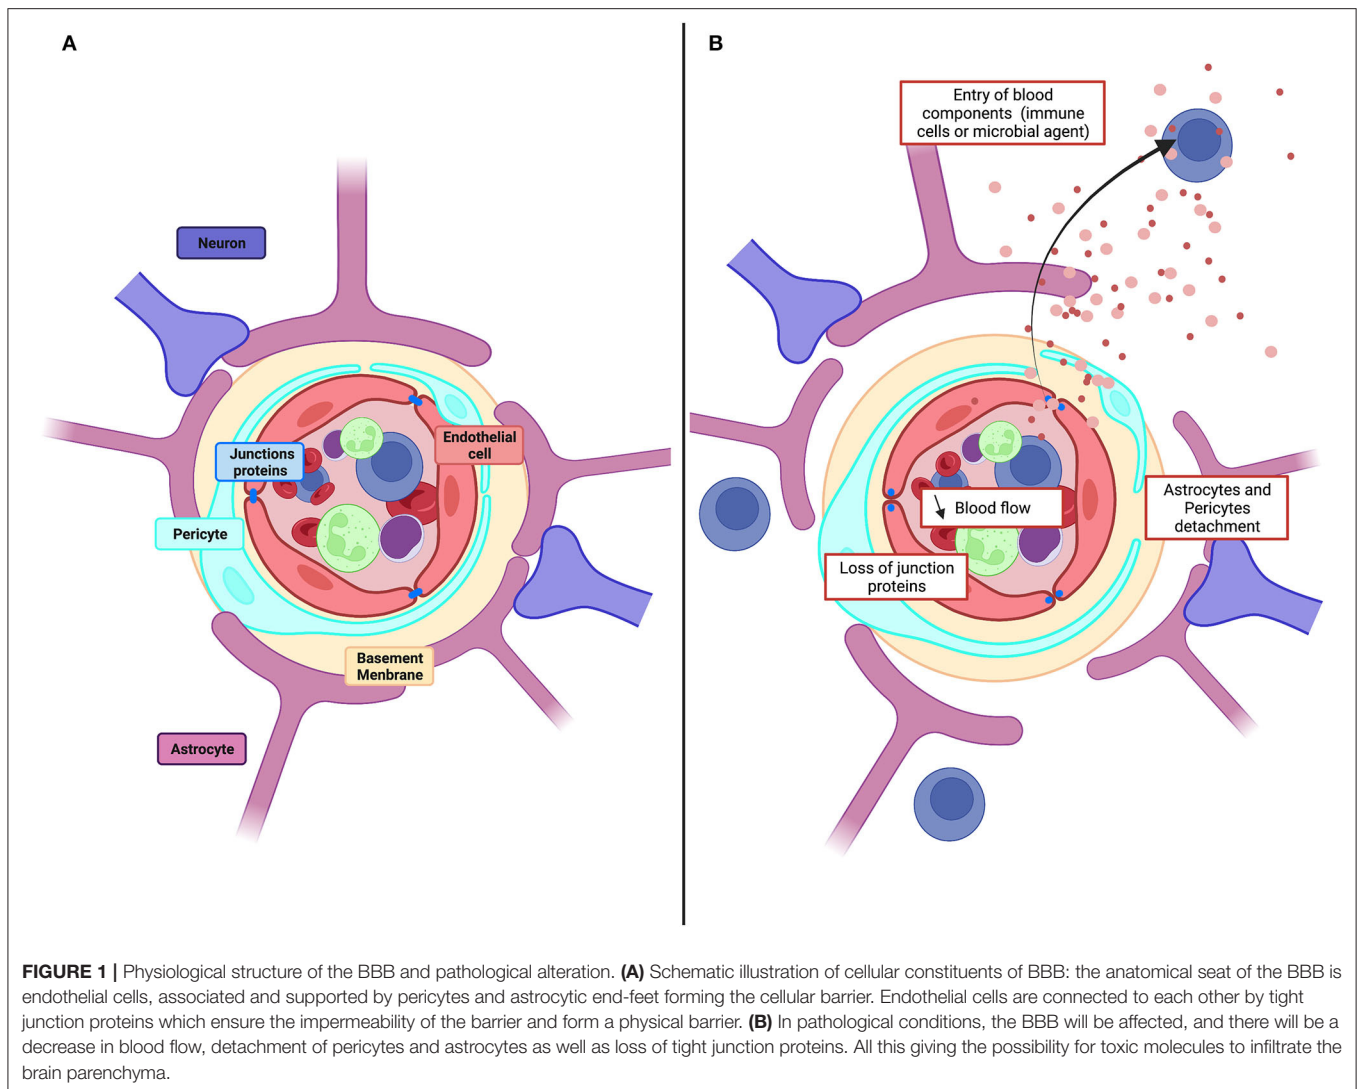 A
B
Entry of blood
components (immune
cells or microbial agent)
Neuron
Junctions
proteins
Endothelial
cell
Pericyte
Basement
Menbrane
Astrocyte
Blood flow
Astrocytes and
Pericytes
detachment
Loss of junction
proteins
FIGURE 1 | Physiological structure of the BBB and pathological alteration. (A) Schematic illustration of cellular constituents of BBB: the anatomical seat of the BBB is
endothelial cells, associated and supported by pericytes and astrocytic end-feet forming the cellular barrier. Endothelial cells are connected to each other by tight
junction proteins which ensure the impermeability of the barrier and form a physical barrier. (B) In pathological conditions, the BBB will be affected, and there will be a
decrease in blood flow, detachment of pericytes and astrocytes as well as loss of tight junction proteins. All this giving the possibility for toxic molecules to infiltrate the
brain parenchyma.